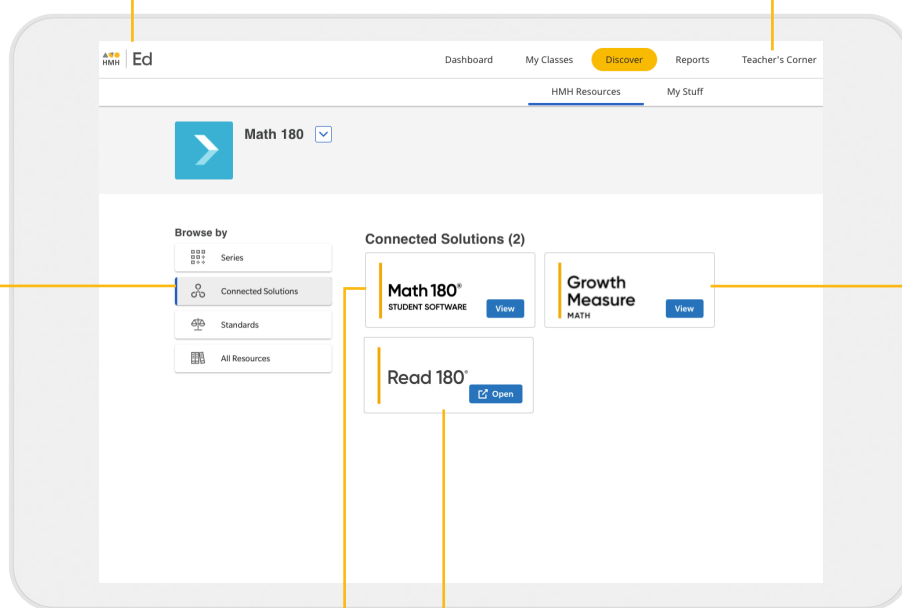 HMH Ed
Dashboard My Classes Discover Reports Teacher's Corner
HMH Resources My Stuff
Math 180
Browse by
Series
Connected Solutions
Standards
All Resources
Connected Solutions (2)
Math 180®
STUDENT SOFTWARE
View
Growth
Measure
MATH
View
Read 180®
Open